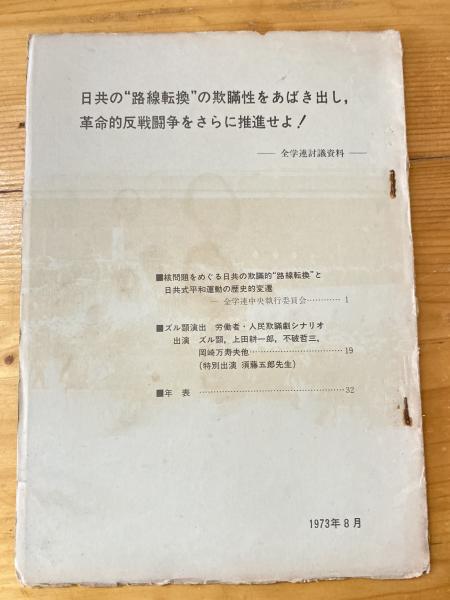 日共の“路線転換”の欺瞞性をあばき出し，
革命的反戦闘争をさらに推進せよ！
—— 全学連討議資料 ——
■核問題をめぐる日共の欺瞞的“路線転換”と
日共式平和運動の歴史的変遷
— 全学連中央執行委員会………… 1
■ズル顕演出 労働者・人民欺瞞劇シナリオ
出演 ズル顕，上田耕一郎，不破哲三，
岡崎万寿夫他………………………19
（特別出演 須藤五郎先生）
■年 表 ……………………………………32
1973年8月